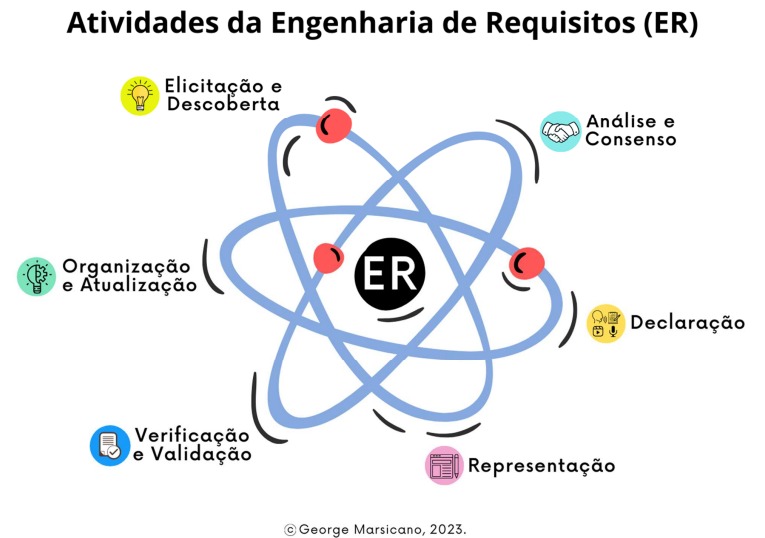 Atividades da Engenharia de Requisitos (ER)
Elicitação e
Descoberta
Análise e
Consenso
Organização
e Atualização
ER
Declaração
Verificação
e Validação
Representação
©George Marsicano, 2023.